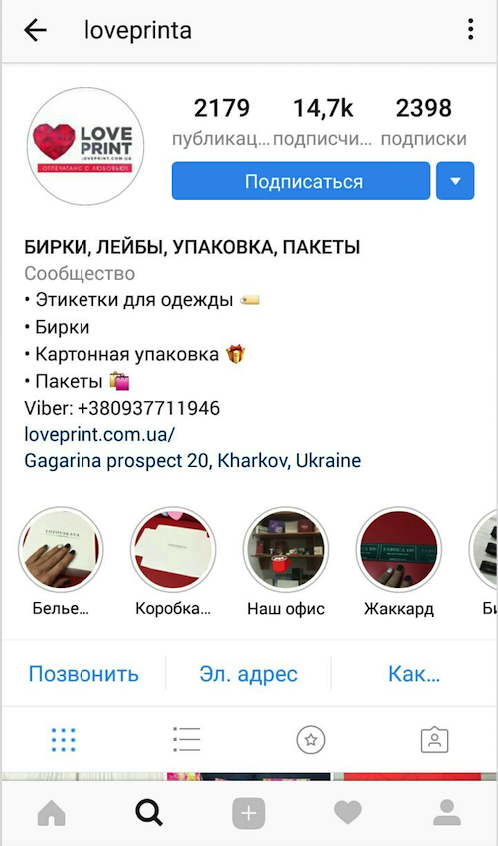 loveprinta
LOVE
PRINT
LOVEPRINT.COM.UA
ОТПЕЧАТАНО С ЛЮБОВЬЮ!
2179 14,7k 2398
публикац... подписчи... подписки
Подписаться
БИРКИ, ЛЕЙБЫ, УПАКОВКА, ПАКЕТЫ
Сообщество
• Этикетки для одежды
• Бирки
• Картонная упаковка
• Пакеты
Viber: +380937711946
loveprint.com.ua/
Gagarina prospect 20, Kharkov, Ukraine
Белье... Коробка... Наш офис Жаккард Би
Позвонить Эл. адрес Как...